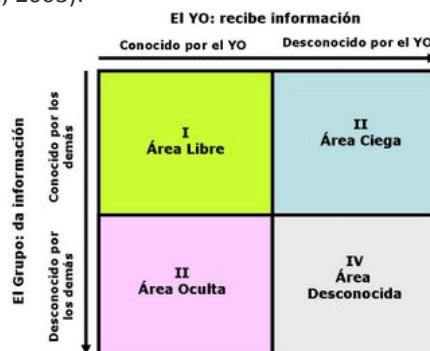 , 2003).
El YO: recibe información
Conocido por el YO
Desconocido por el YO
El Grupo: da información
Conocido por los
demás
Desconocido por
los demás
I
Área Libre
II
Área Ciega
II
Área Oculta
IV
Área
Desconocida